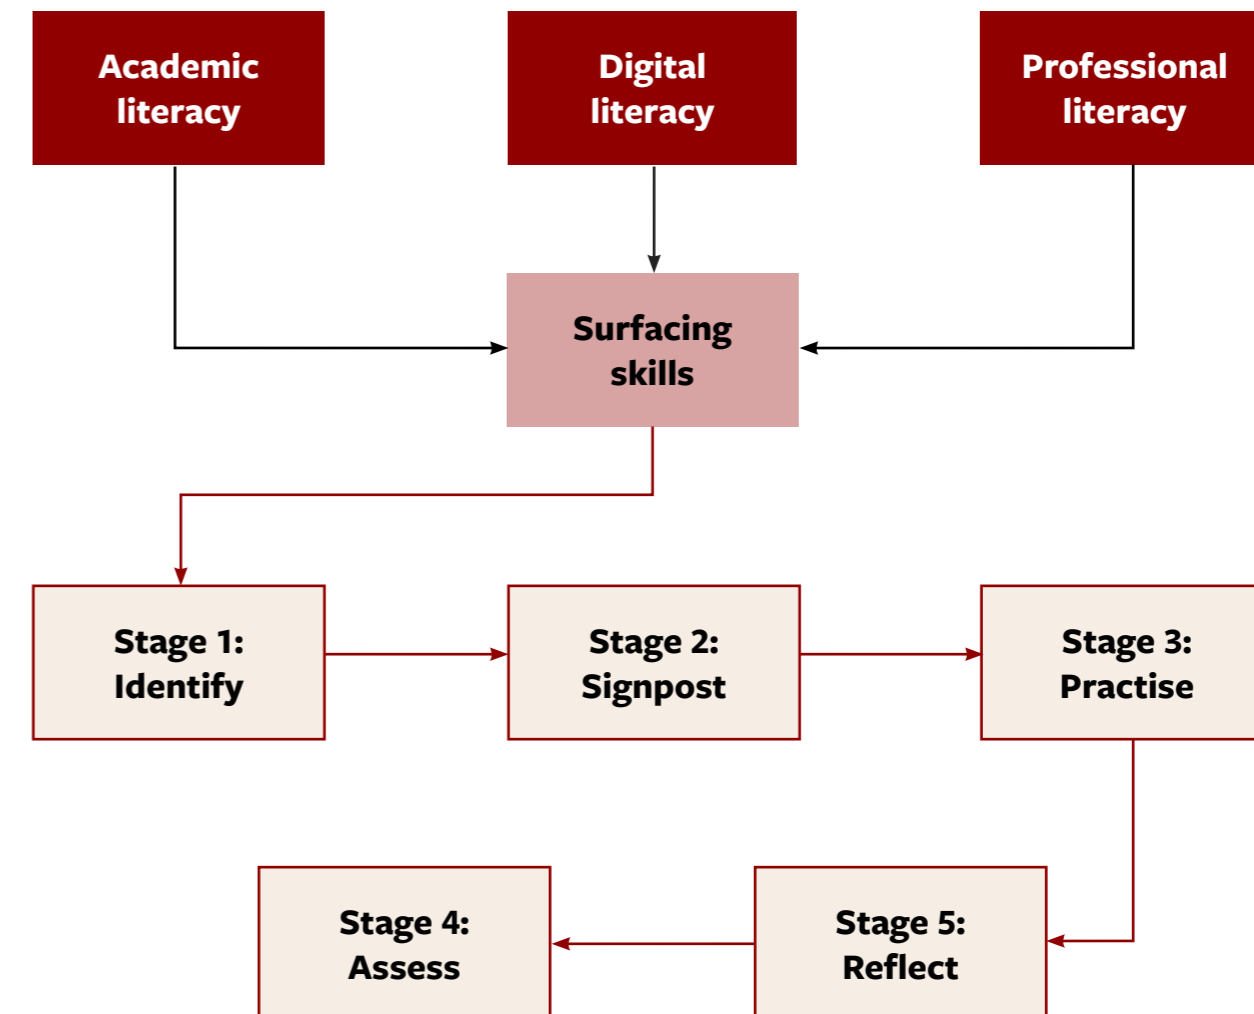 Academic
literacy
Digital
literacy
Professional
literacy
Surfacing
skills
Stage 1:
Identify
Stage 2:
Signpost
Stage 3:
Practise
Stage 4:
Assess
Stage 5:
Reflect